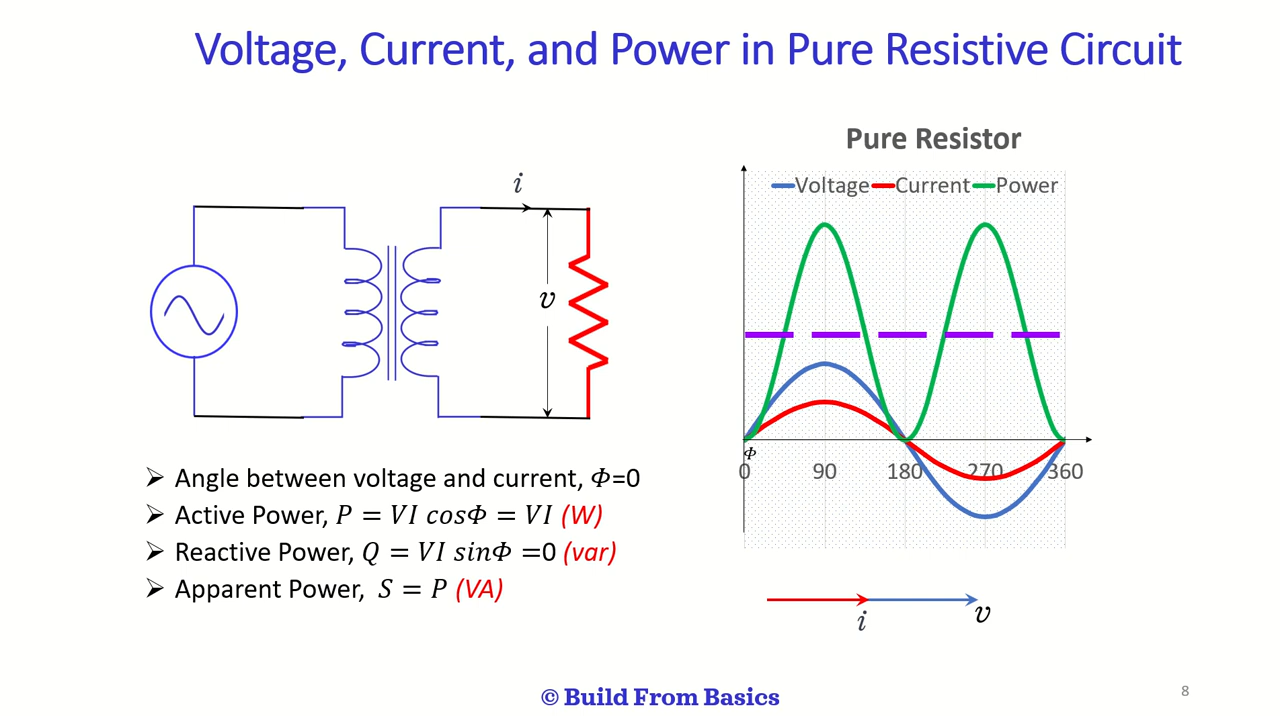 Voltage, Current, and Power in Pure Resistive Circuit
i
v
➢ Angle between voltage and current, Φ=0
➢ Active Power, P = VI cosΦ = VI (W)
➢ Reactive Power, Q = VI sinΦ =0 (var)
➢ Apparent Power, S = P (VA)
Pure Resistor
Voltage Current Power
Φ
0 90 180 270 360
i v
© Build From Basics
8